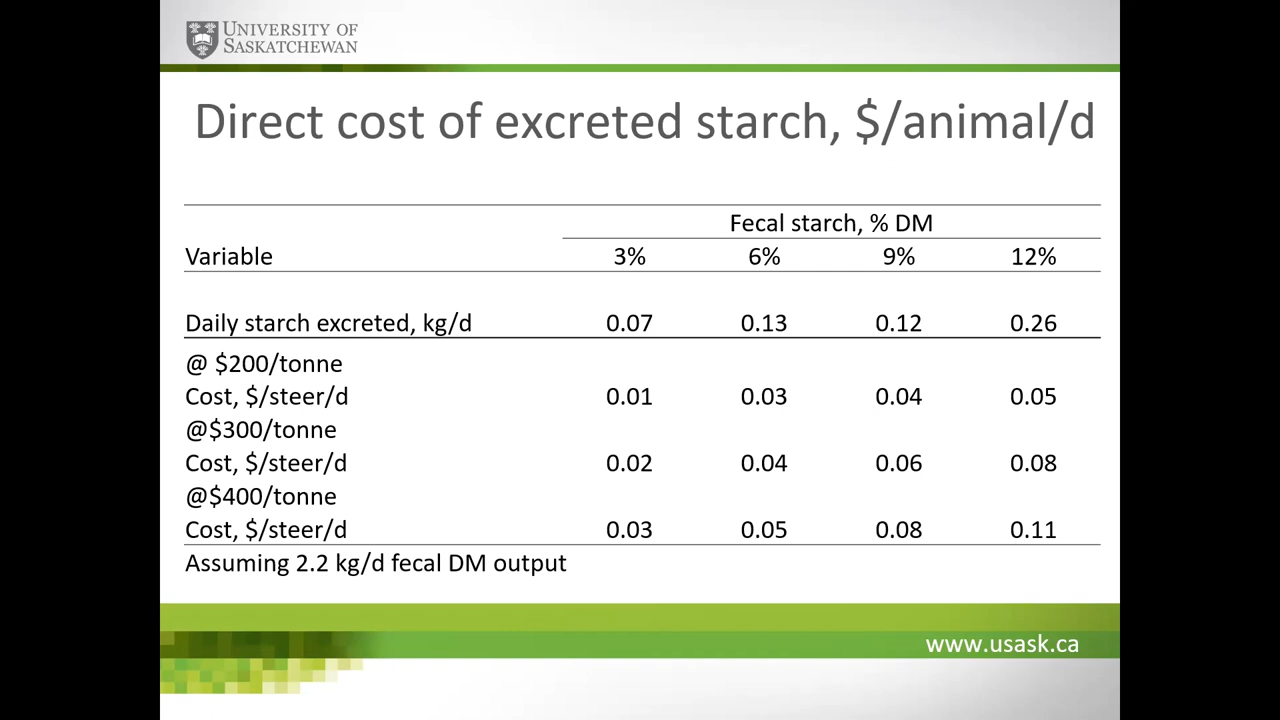 UNIVERSITY OF
SASKATCHEWAN
Direct cost of excreted starch, $/animal/d
Fecal starch, % DM
Variable 3% 6% 9% 12%
Daily starch excreted, kg/d 0.07 0.13 0.12 0.26
@ $200/tonne
Cost, $/steer/d 0.01 0.03 0.04 0.05
@$300/tonne
Cost, $/steer/d 0.02 0.04 0.06 0.08
@$400/tonne
Cost, $/steer/d 0.03 0.05 0.08 0.11
Assuming 2.2 kg/d fecal DM output
www.usask.ca